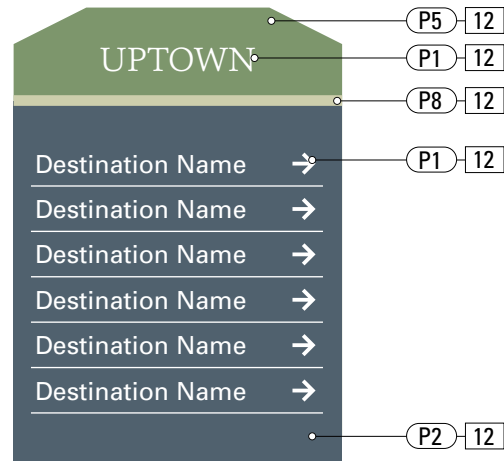 P5 12
UPTOWN P1 12
P8 12
Destination Name → P1 12
Destination Name →
Destination Name →
Destination Name →
Destination Name →
Destination Name →
P2 12